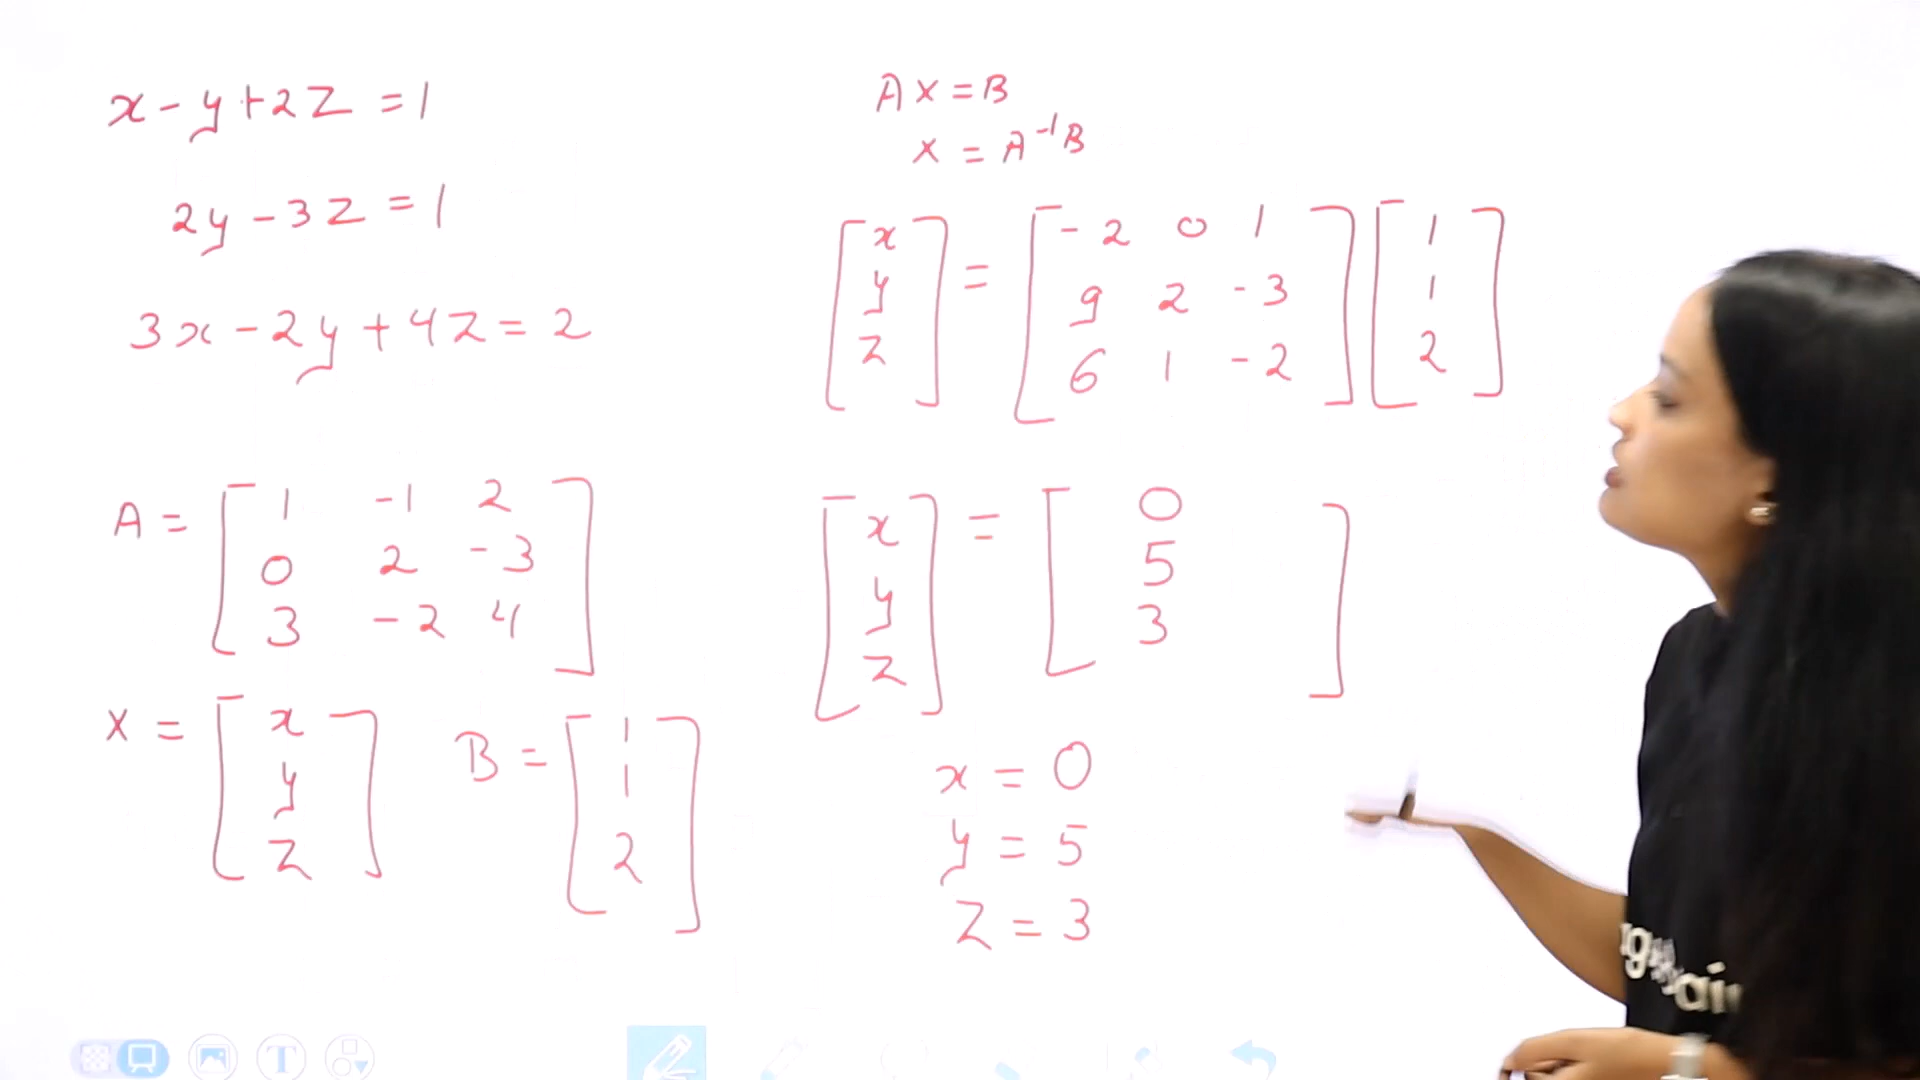 x - y + 2z = 1
2y - 3z = 1
3x - 2y + 4z = 2
A = [ 1 -1 2
0 2 -3
3 -2 4 ]
X = [ x
y
z ]
B = [ 1
1
2 ]
AX = B
X = A⁻¹B
[ x
y
z ] = [ -2 0 1
9 2 -3
6 1 -2 ] [ 1
1
2 ]
[ x
y
z ] = [ 0
5
3 ]
x = 0
y = 5
z = 3
T